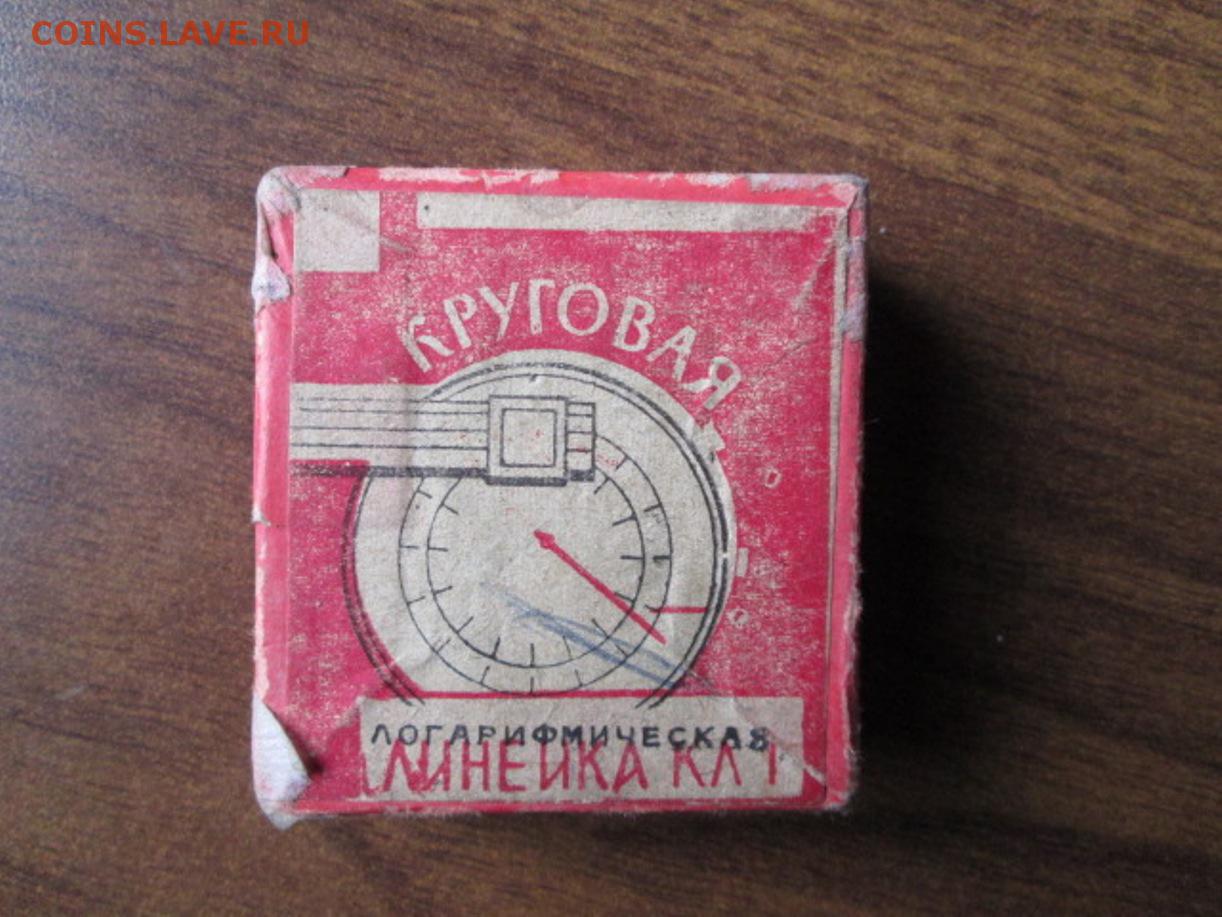 COINS.LAVE.RU
КРУГОВАЯ
ЛОГАРИФМИЧЕСКАЯ
ЛИНЕЙКА КЛ 1